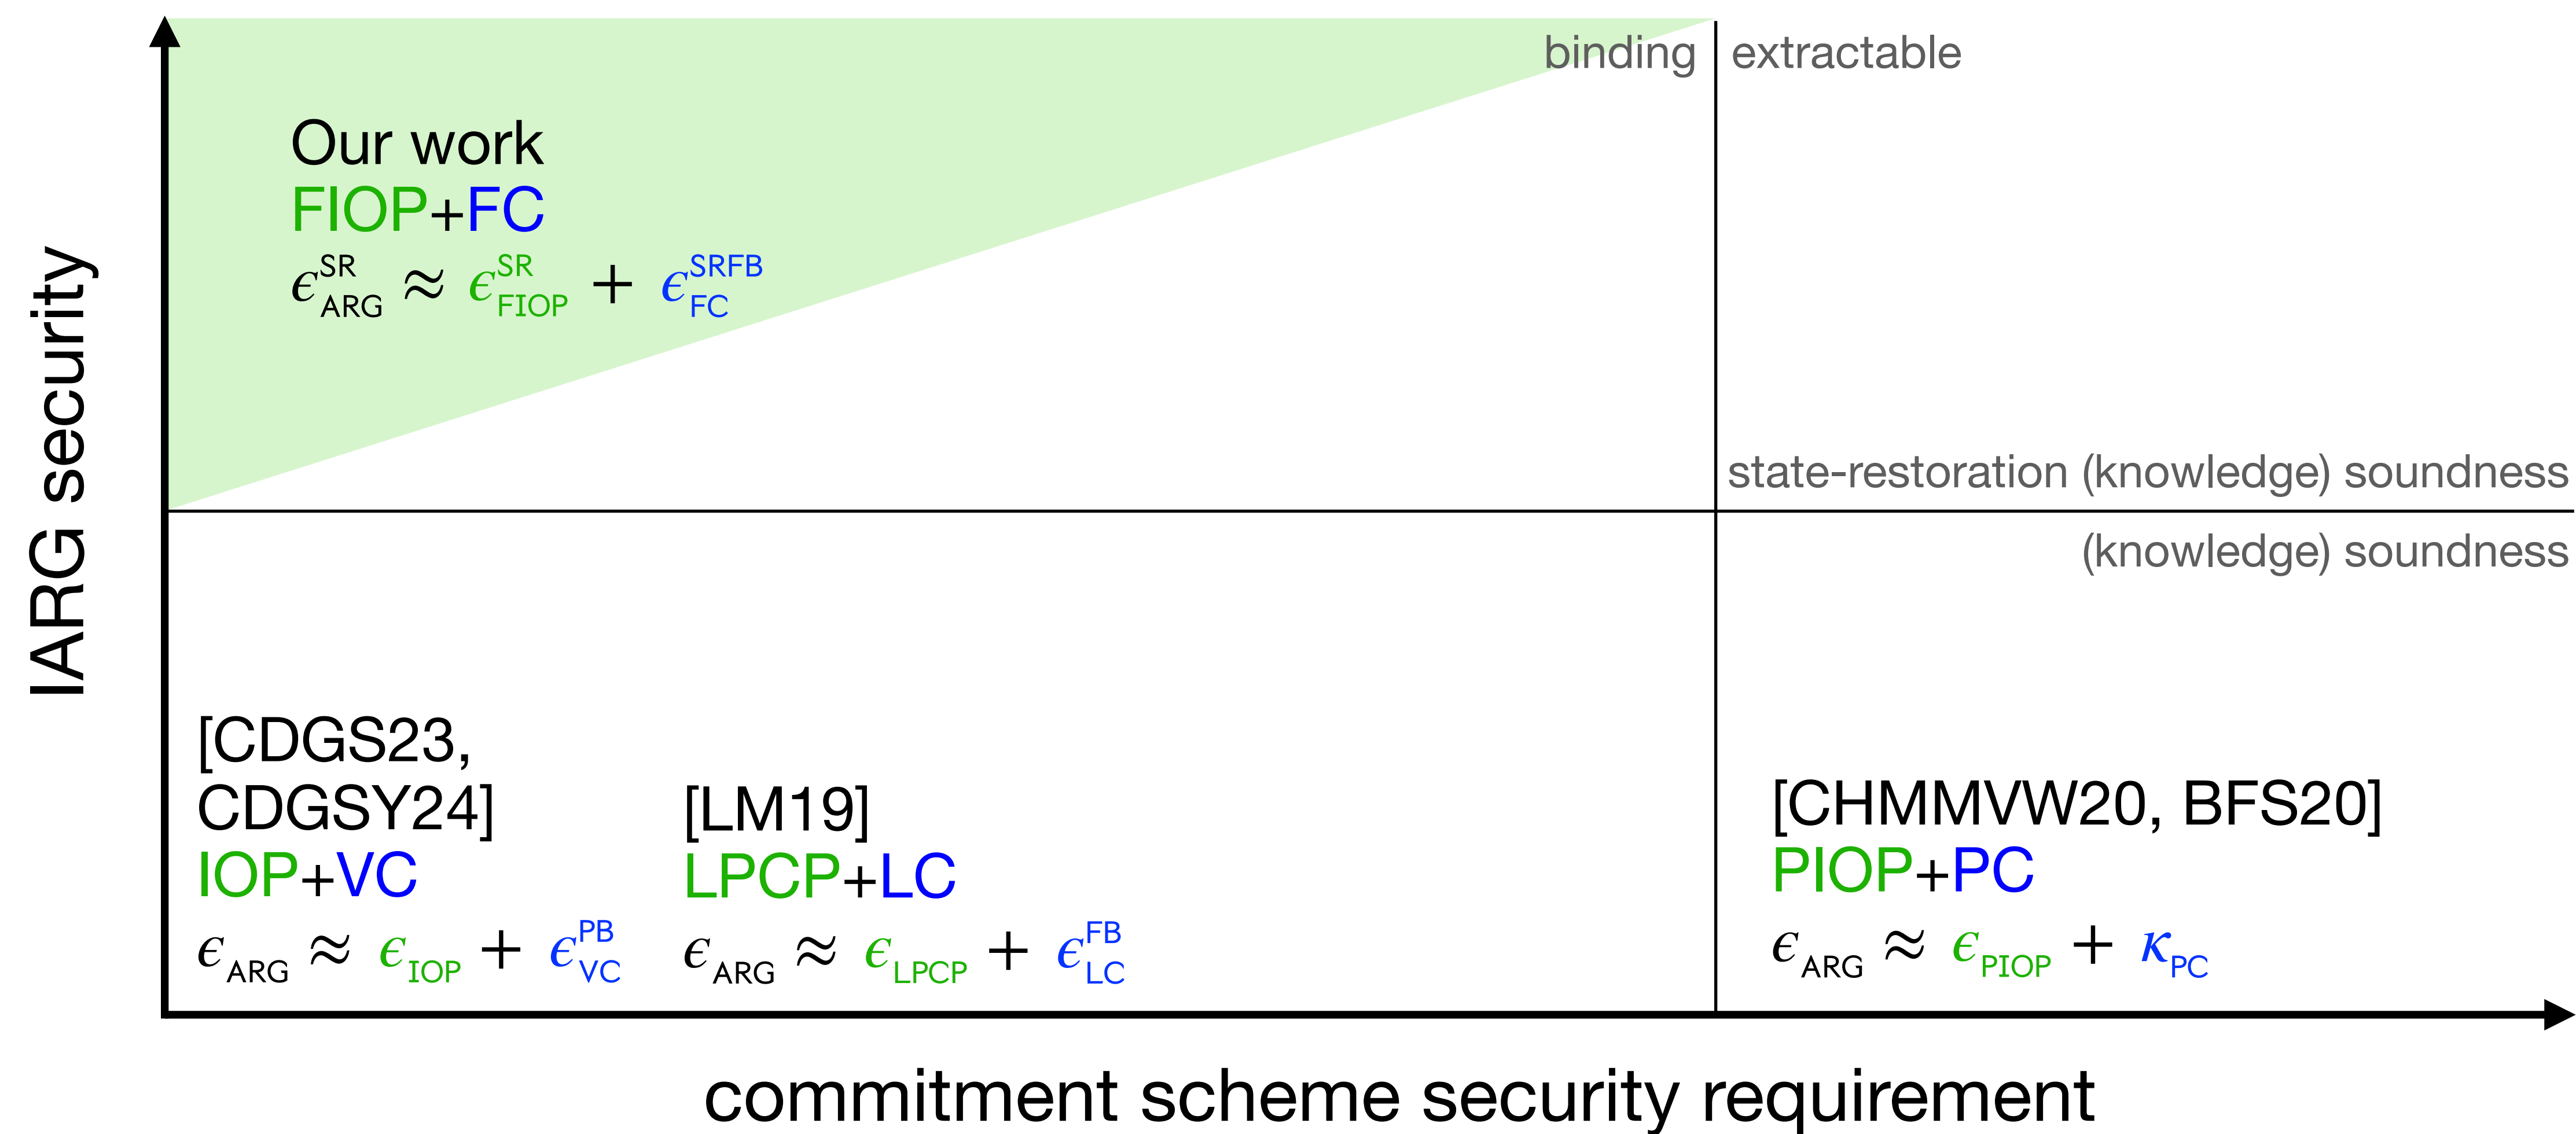 IARG security
binding
extractable
Our work
FIOP+FC
ϵ^SR_ARG ≈ ϵ^SR_FIOP + ϵ^SRFB_FC
state-restoration (knowledge) soundness
(knowledge) soundness
[CDGS23,
CDGSY24]
IOP+VC
ϵ_ARG ≈ ϵ_IOP + ϵ^PB_VC
[LM19]
LPCP+LC
ϵ_ARG ≈ ϵ_LPCP + ϵ^FB_LC
[CHMMVW20, BFS20]
PIOP+PC
ϵ_ARG ≈ ϵ_PIOP + κ_PC
commitment scheme security requirement